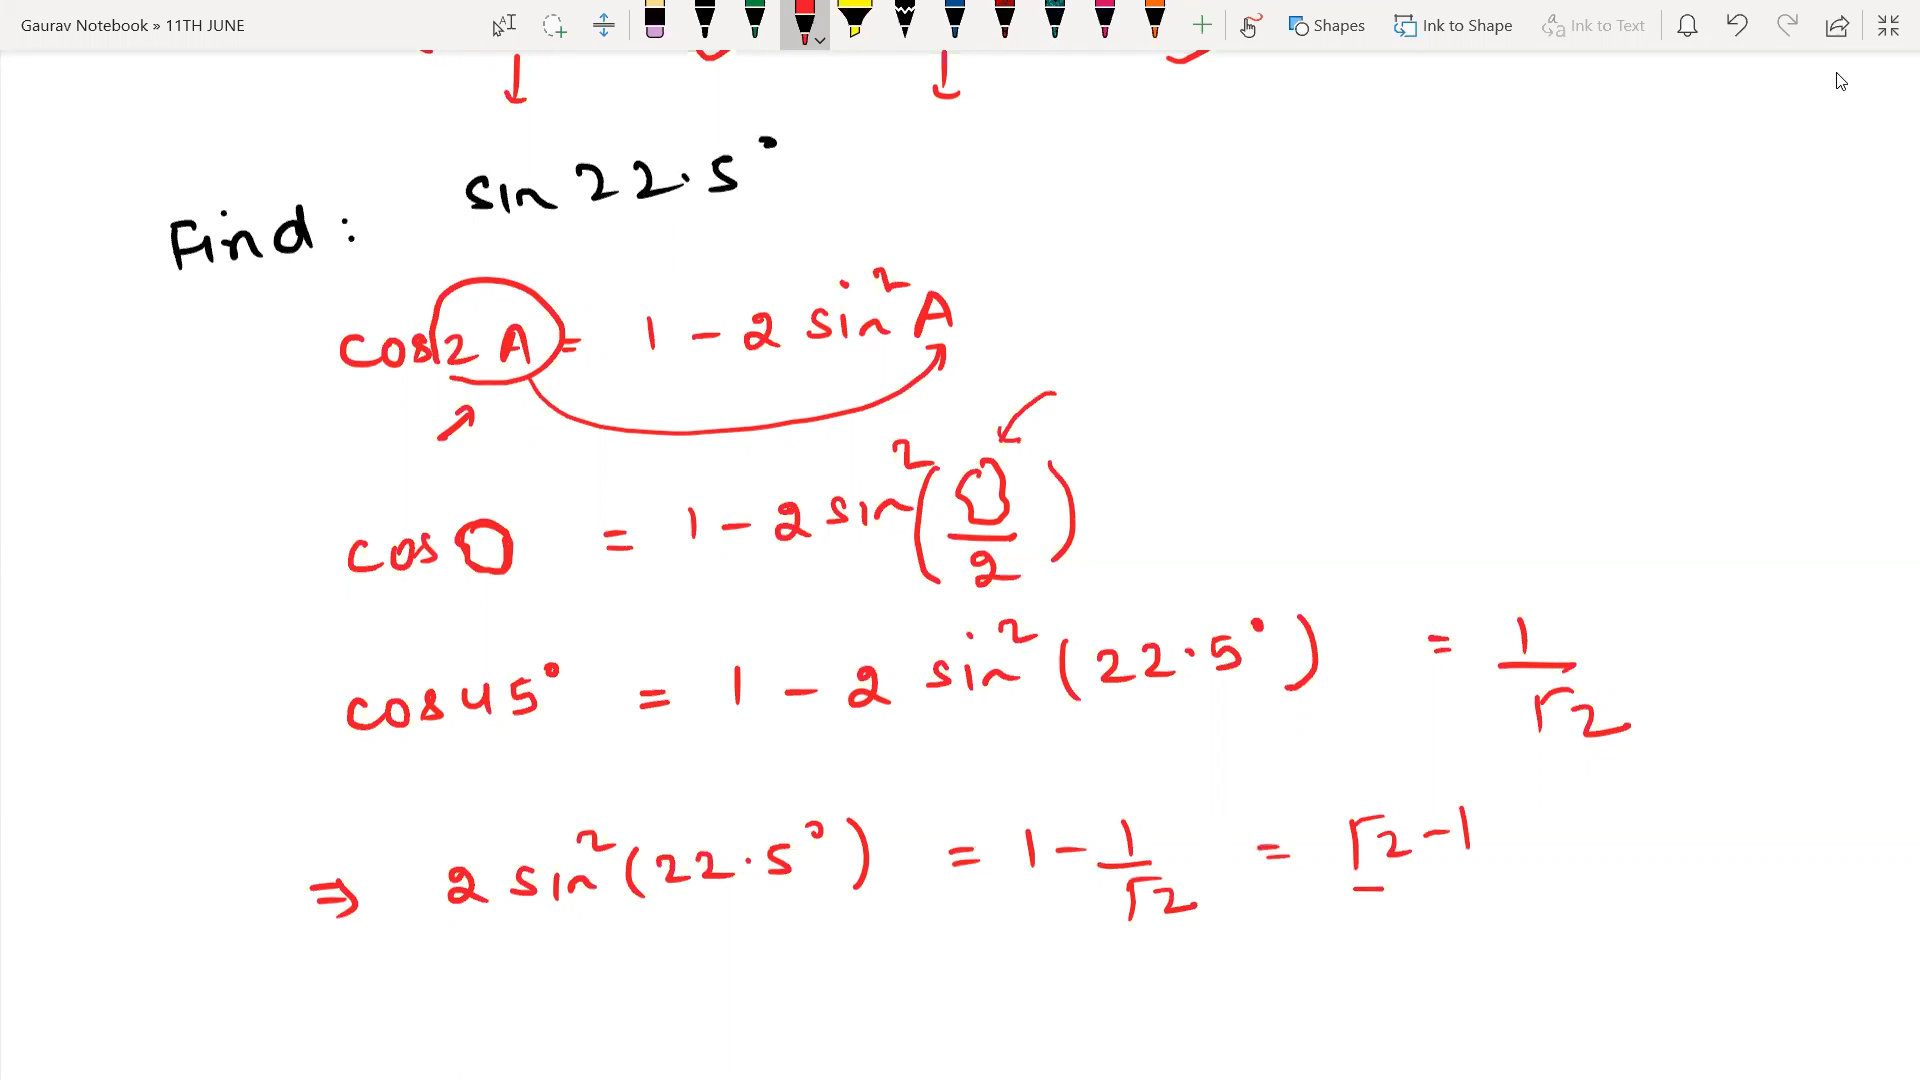 Gaurav Notebook » 11TH JUNE
Shapes
Ink to Shape
Ink to Text
Find : sin 22.5°
cos 2A = 1 - 2 sin² A
cos = 1 - 2 sin² ( /2 )
cos 45° = 1 - 2 sin² (22.5°) = 1/√2
⇒ 2 sin² (22.5°) = 1 - 1/√2 = √2 - 1